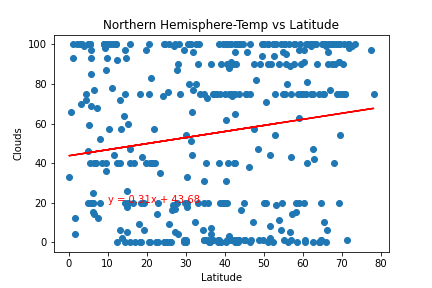 Northern Hemisphere-Temp vs Latitude
100
80
60
40
20
0
Clouds
y = 0.31x + 43.68
0 10 20 30 40 50 60 70 80
Latitude